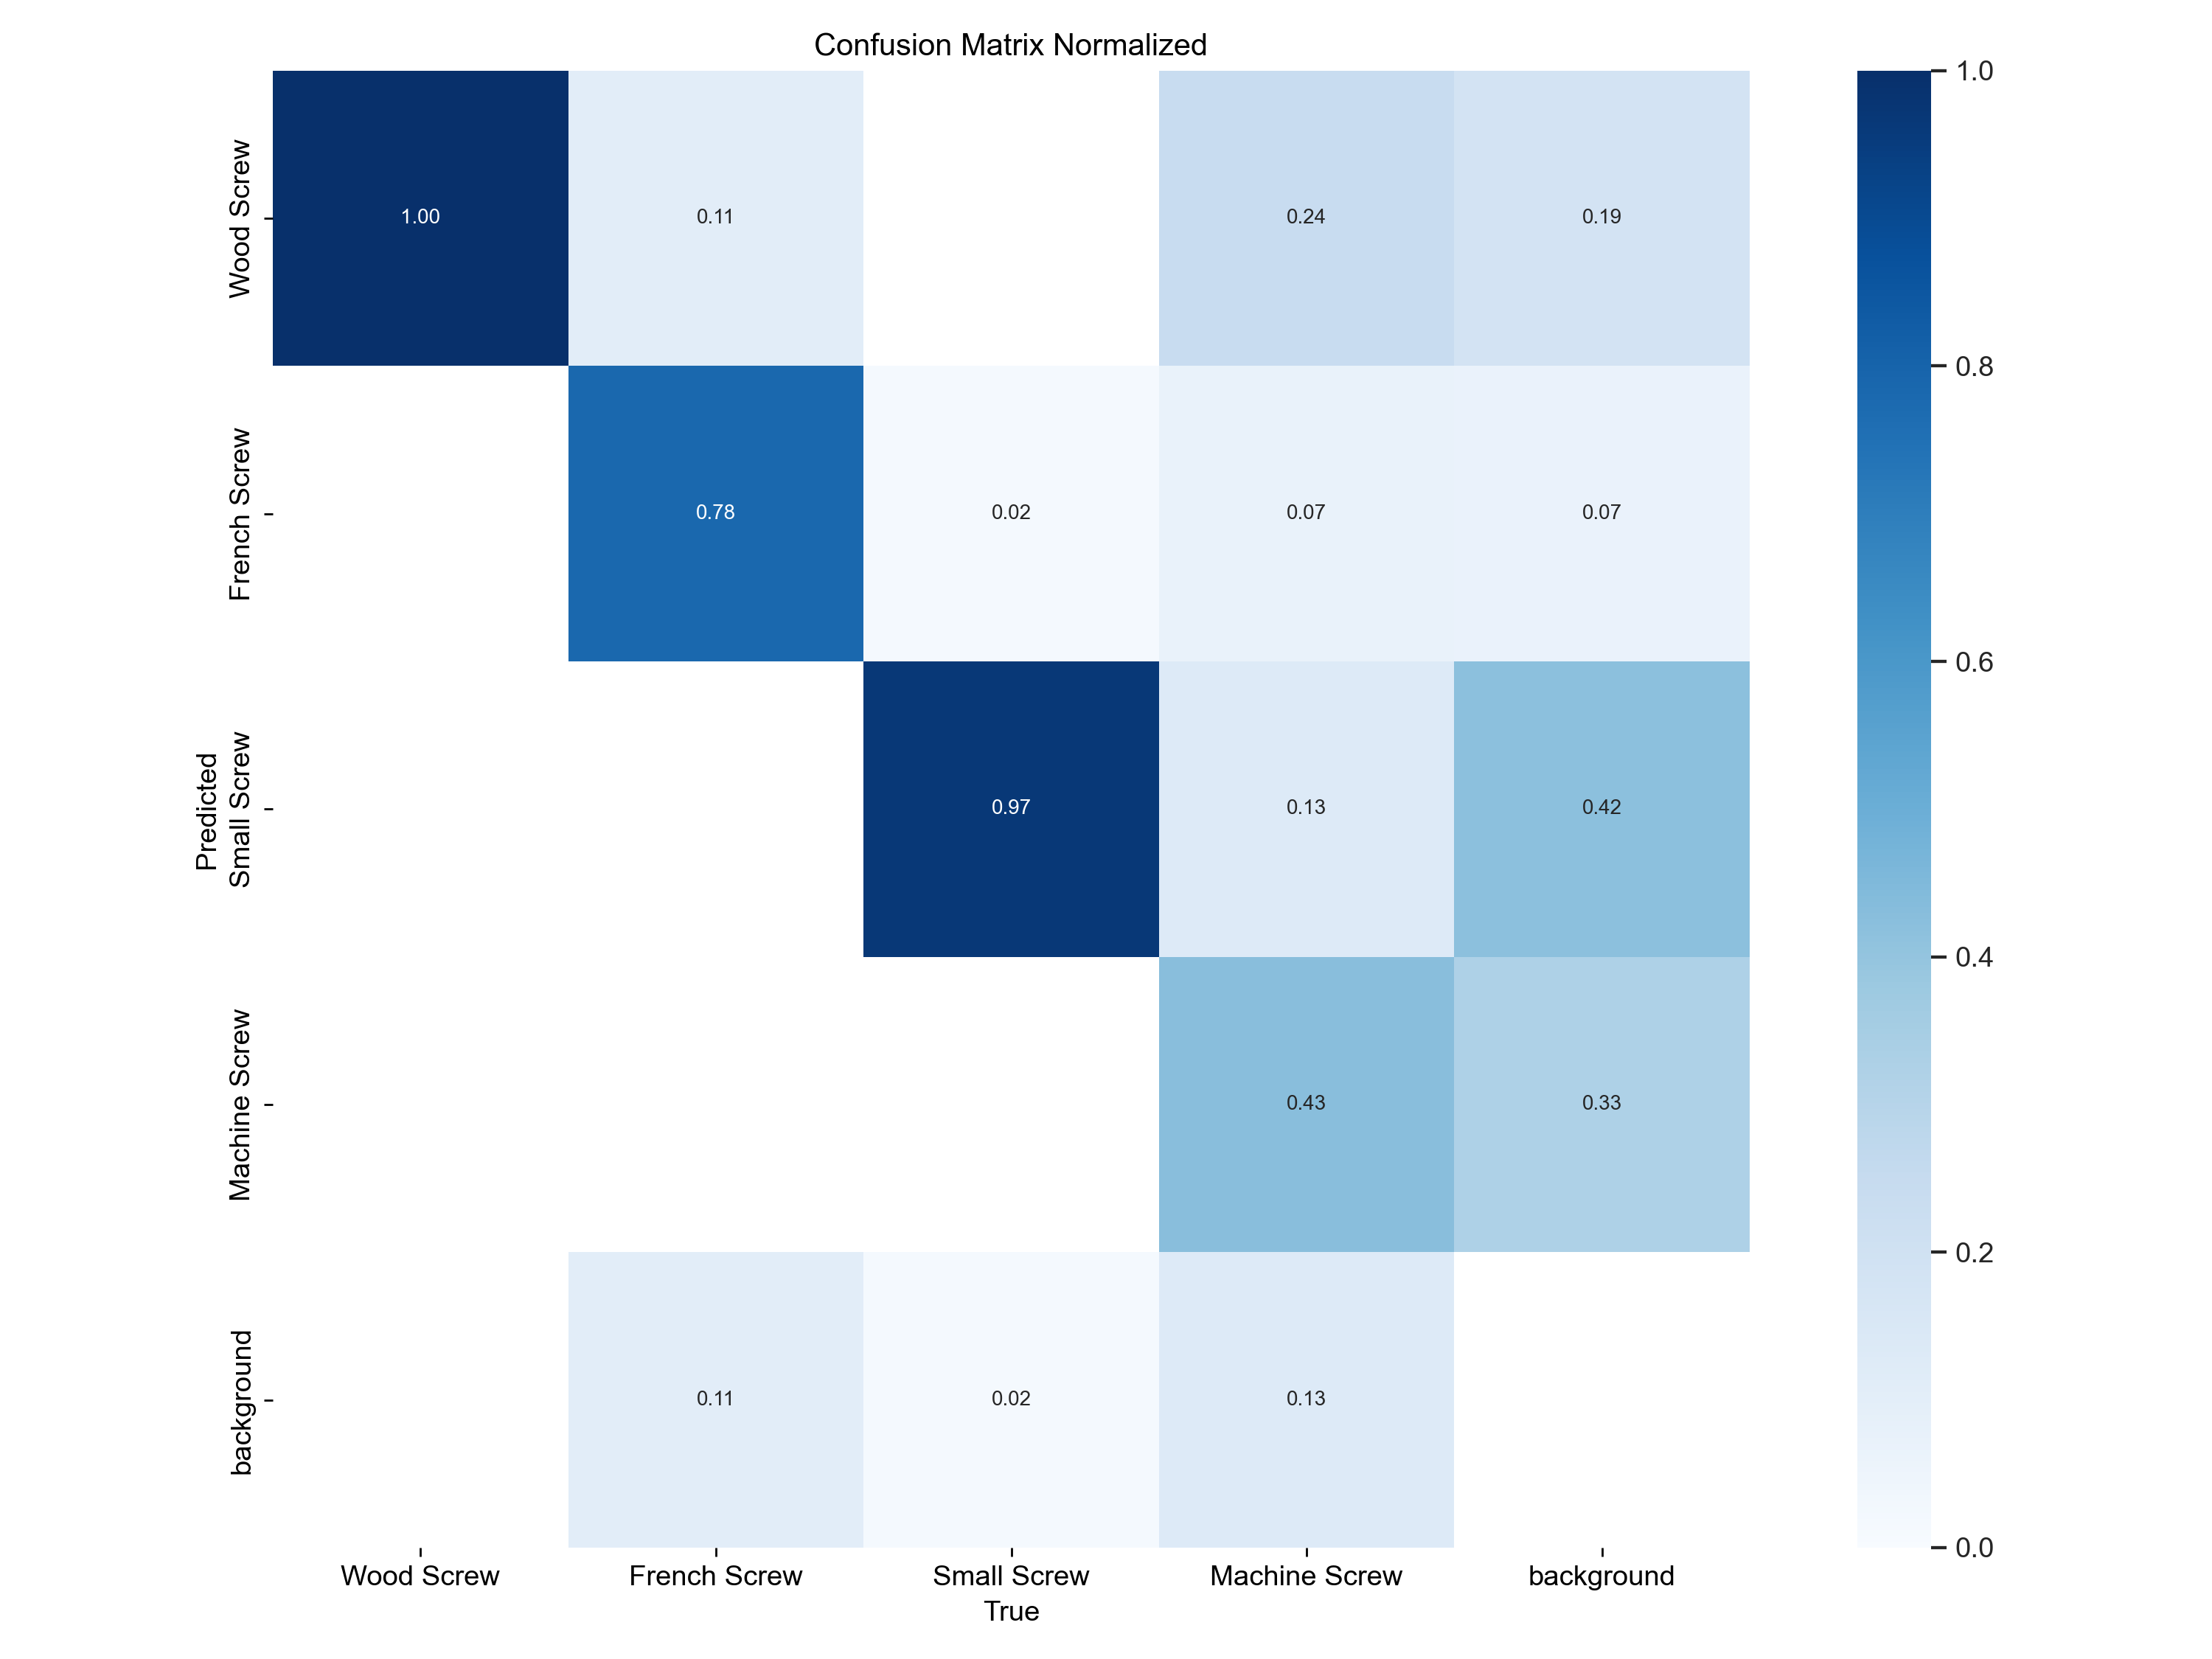 Confusion Matrix Normalized
1.0
Wood Screw
1.00
0.11
0.24
0.19
0.8
French Screw
0.78
0.02
0.07
0.07
0.6
Predicted
Small Screw
0.97
0.13
0.42
0.4
Machine Screw
0.43
0.33
0.2
background
0.11
0.02
0.13
0.0
Wood Screw
French Screw
Small Screw
Machine Screw
background
True